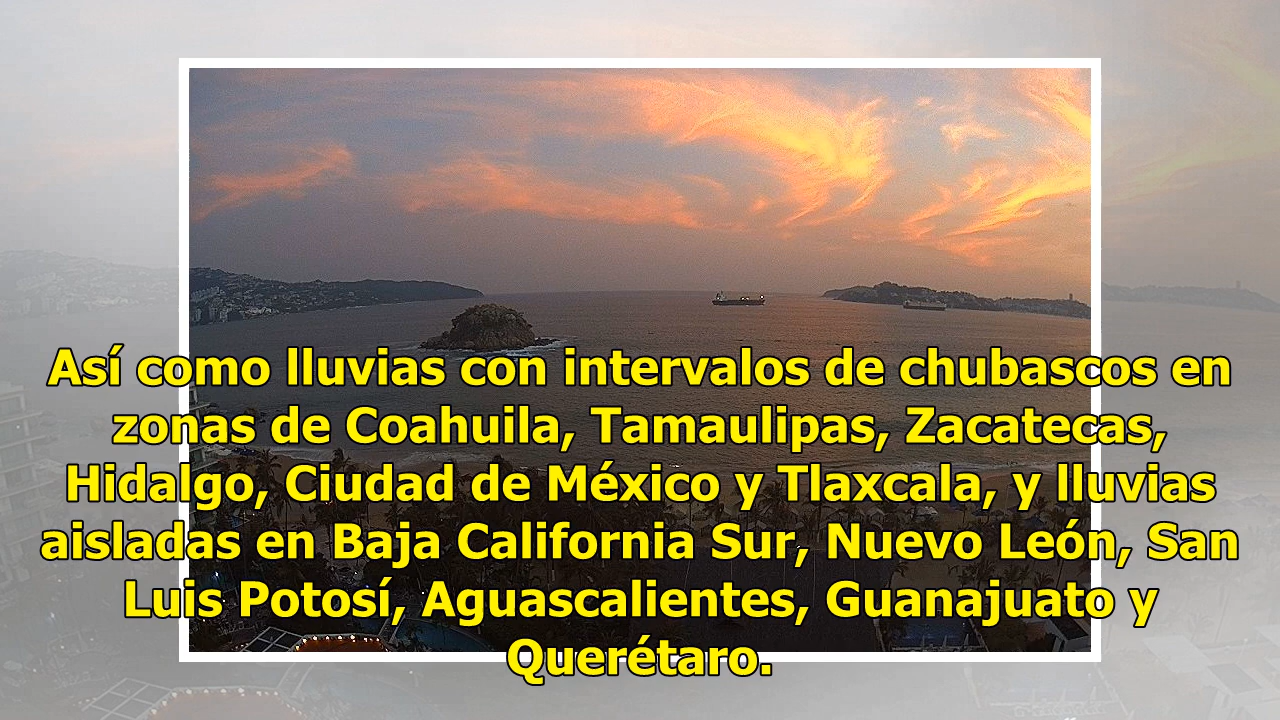 Así como lluvias con intervalos de chubascos en
zonas de Coahuila, Tamaulipas, Zacatecas,
Hidalgo, Ciudad de México y Tlaxcala, y lluvias
aisladas en Baja California Sur, Nuevo León, San
Luis Potosí, Aguascalientes, Guanajuato y
Querétaro.